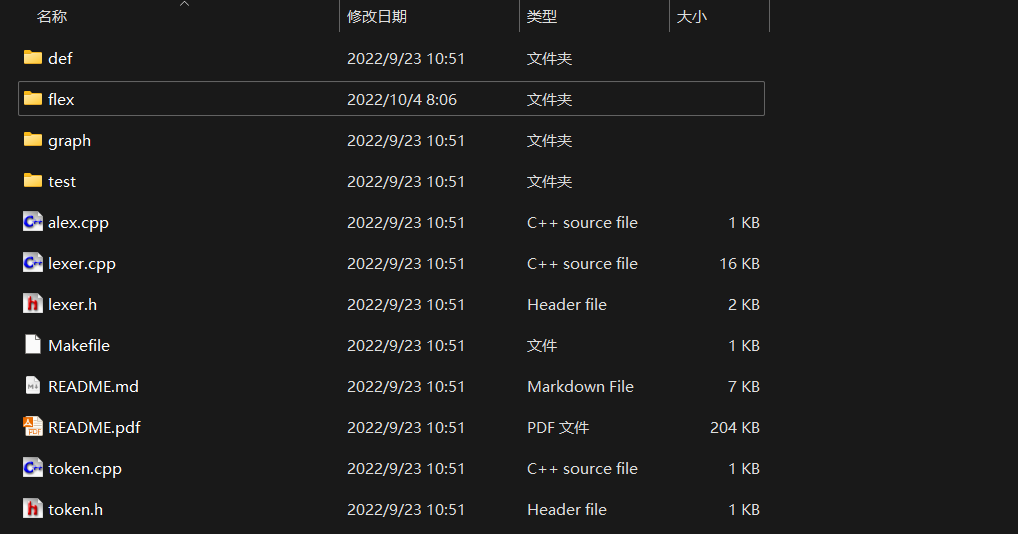 名称 修改日期 类型 大小
def 2022/9/23 10:51 文件夹
flex 2022/10/4 8:06 文件夹
graph 2022/9/23 10:51 文件夹
test 2022/9/23 10:51 文件夹
alex.cpp 2022/9/23 10:51 C++ source file 1 KB
lexer.cpp 2022/9/23 10:51 C++ source file 16 KB
lexer.h 2022/9/23 10:51 Header file 2 KB
Makefile 2022/9/23 10:51 文件 1 KB
README.md 2022/9/23 10:51 Markdown File 7 KB
README.pdf 2022/9/23 10:51 PDF 文件 204 KB
token.cpp 2022/9/23 10:51 C++ source file 1 KB
token.h 2022/9/23 10:51 Header file 1 KB